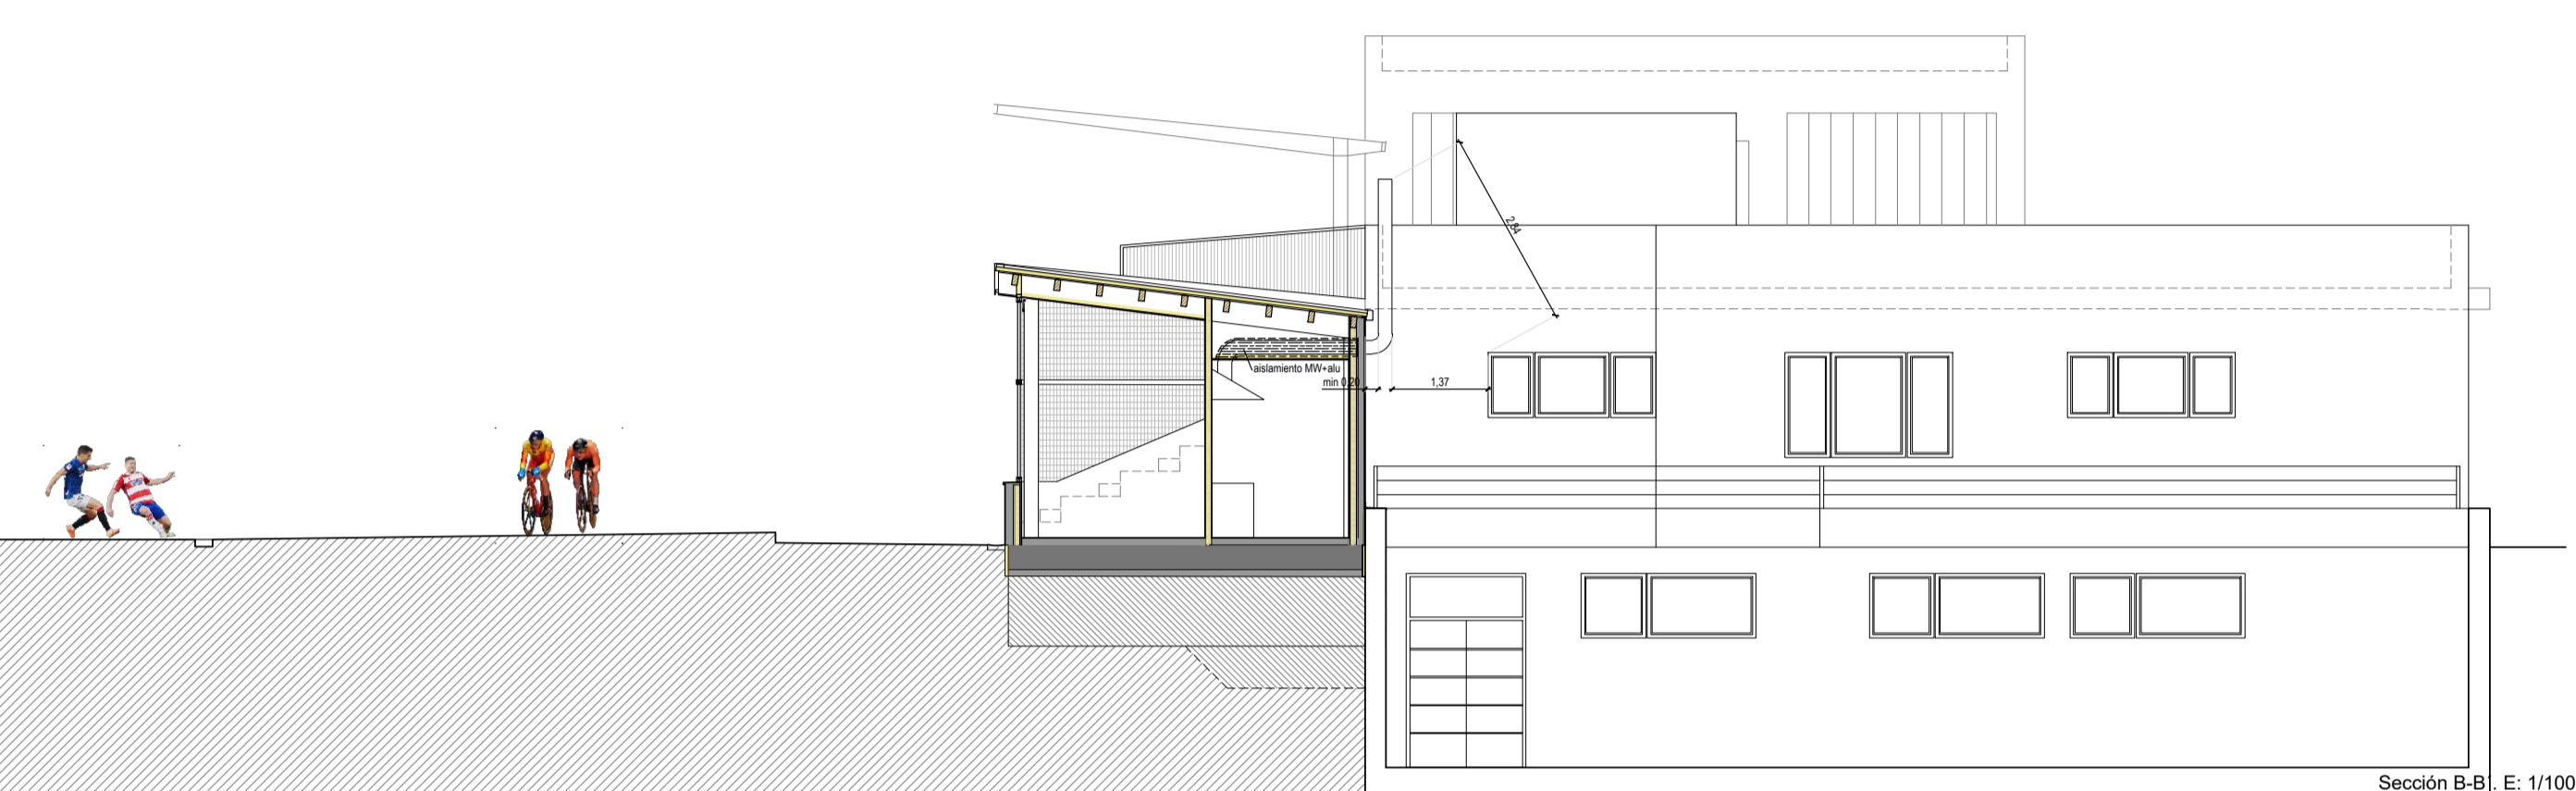 2,84
aislamiento MW+alu
min 0,20
1,37
Sección B-B'. E: 1/100